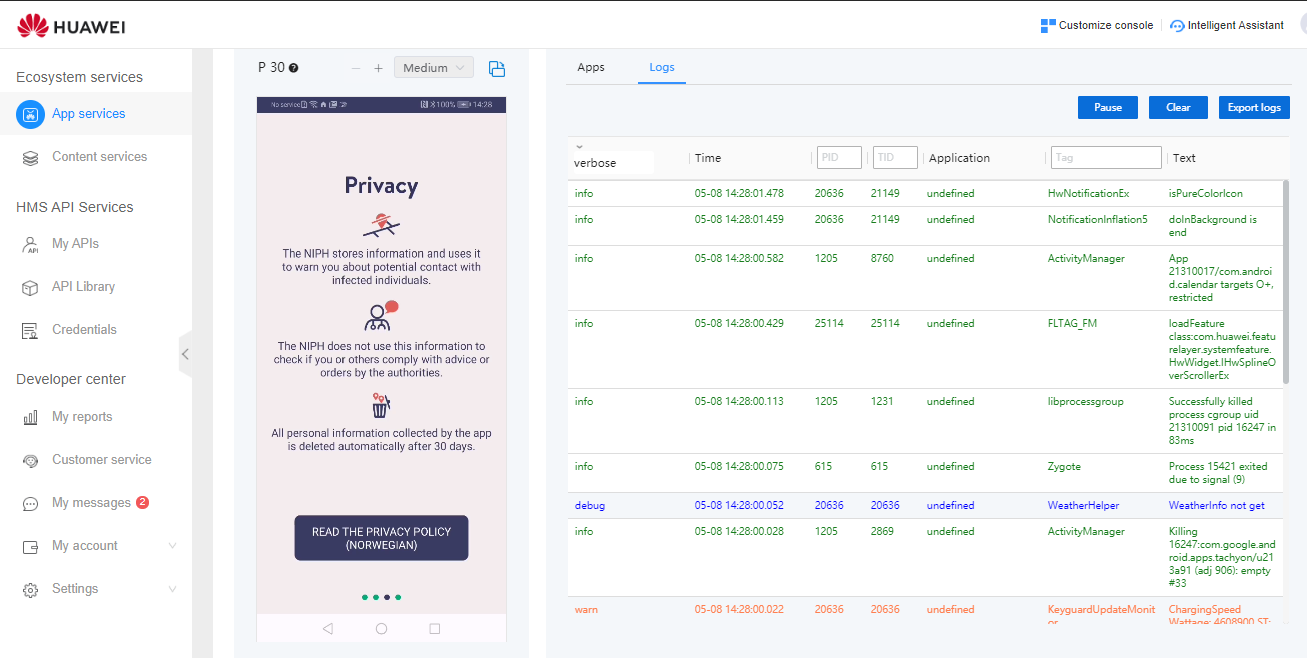 HUAWEI
Customize console
Intelligent Assistant
Ecosystem services
App services
Content services
HMS API Services
My APIs
API Library
Credentials
Developer center
My reports
Customer service
My messages 2
My account
Settings
P 30 ?
− + Medium
No service 100% 14:28
Privacy
The NIPH stores information and uses it
to warn you about potential contact with
infected individuals.
The NIPH does not use this information to
check if you or others comply with advice or
orders by the authorities.
All personal information collected by the app
is deleted automatically after 30 days.
READ THE PRIVACY POLICY
(NORWEGIAN)
Apps Logs
Pause Clear Export logs
verbose Time PID TID Application Tag Text
info 05-08 14:28:01.478 20636 21149 undefined HwNotificationEx isPureColorIcon
info 05-08 14:28:01.459 20636 21149 undefined NotificationInflation5 doInBackground is
end
info 05-08 14:28:00.582 1205 8760 undefined ActivityManager App
21310017/com.androi
d.calendar targets O+,
restricted
info 05-08 14:28:00.429 25114 25114 undefined FLTAG_FM loadFeature
class:com.huawei.featu
relayer.systemfeature.
HwWidget.IHwSplineO
verScrollerEx
info 05-08 14:28:00.113 1205 1231 undefined libprocessgroup Successfully killed
process cgroup uid
21310091 pid 16247 in
83ms
info 05-08 14:28:00.075 615 615 undefined Zygote Process 15421 exited
due to signal (9)
debug 05-08 14:28:00.052 20636 20636 undefined WeatherHelper WeatherInfo not get
info 05-08 14:28:00.028 1205 2869 undefined ActivityManager Killing
16247:com.google.and
roid.apps.tachyon/u21
3a91 (adj 906): empty
#33
warn 05-08 14:28:00.022 20636 20636 undefined KeyguardUpdateMonit ChargingSpeed
or Wattage: 4608900 ST: